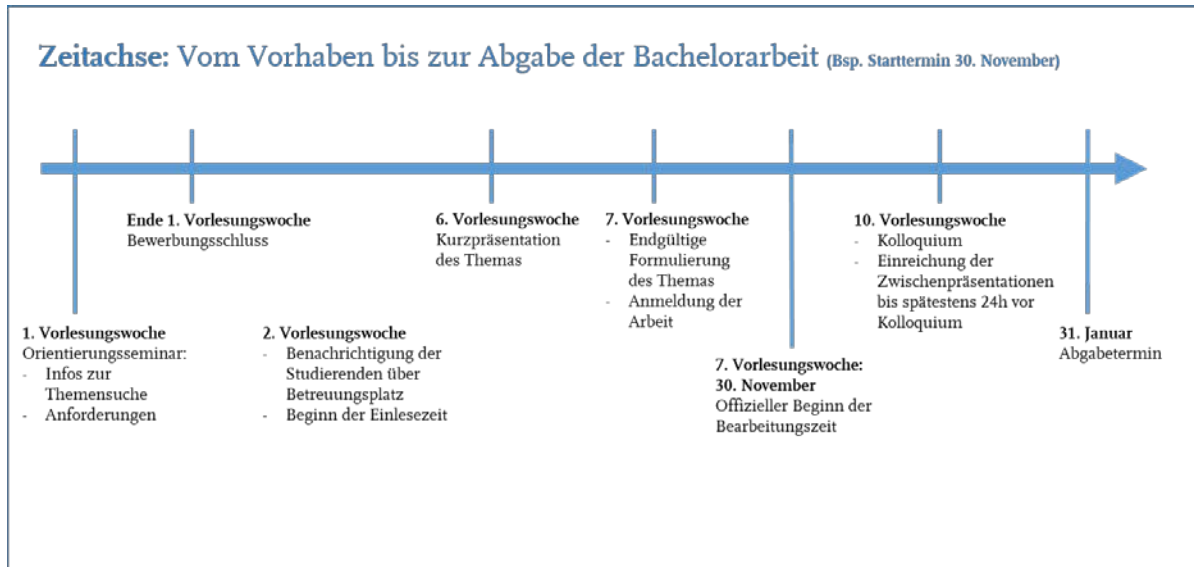 Zeitachse: Vom Vorhaben bis zur Abgabe der Bachelorarbeit (Bsp. Starttermin 30. November)
Ende 1. Vorlesungswoche
Bewerbungsschluss
6. Vorlesungswoche
Kurzpräsentation
des Themas
7. Vorlesungswoche
- Endgültige
Formulierung
des Themas
- Anmeldung der
Arbeit
10. Vorlesungswoche
- Kolloquium
- Einreichung der
Zwischenpräsentationen
bis spätestens 24h vor
Kolloquium
1. Vorlesungswoche
Orientierungsseminar:
- Infos zur
Themensuche
- Anforderungen
2. Vorlesungswoche
- Benachrichtigung der
Studierenden über
Betreuungsplatz
- Beginn der Einlesezeit
7. Vorlesungswoche:
30. November
Offizieller Beginn der
Bearbeitungszeit
31. Januar
Abgabetermin